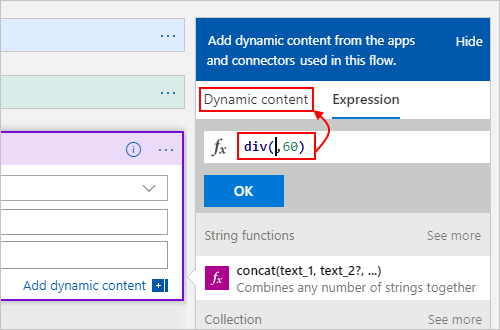 Add dynamic content from the apps
and connectors used in this flow.
Hide
Dynamic content
Expression
fx
div(,60)
OK
String functions
See more
fx
concat(text_1, text_2?, ...)
Combines any number of strings together
Collection
See more
Add dynamic content